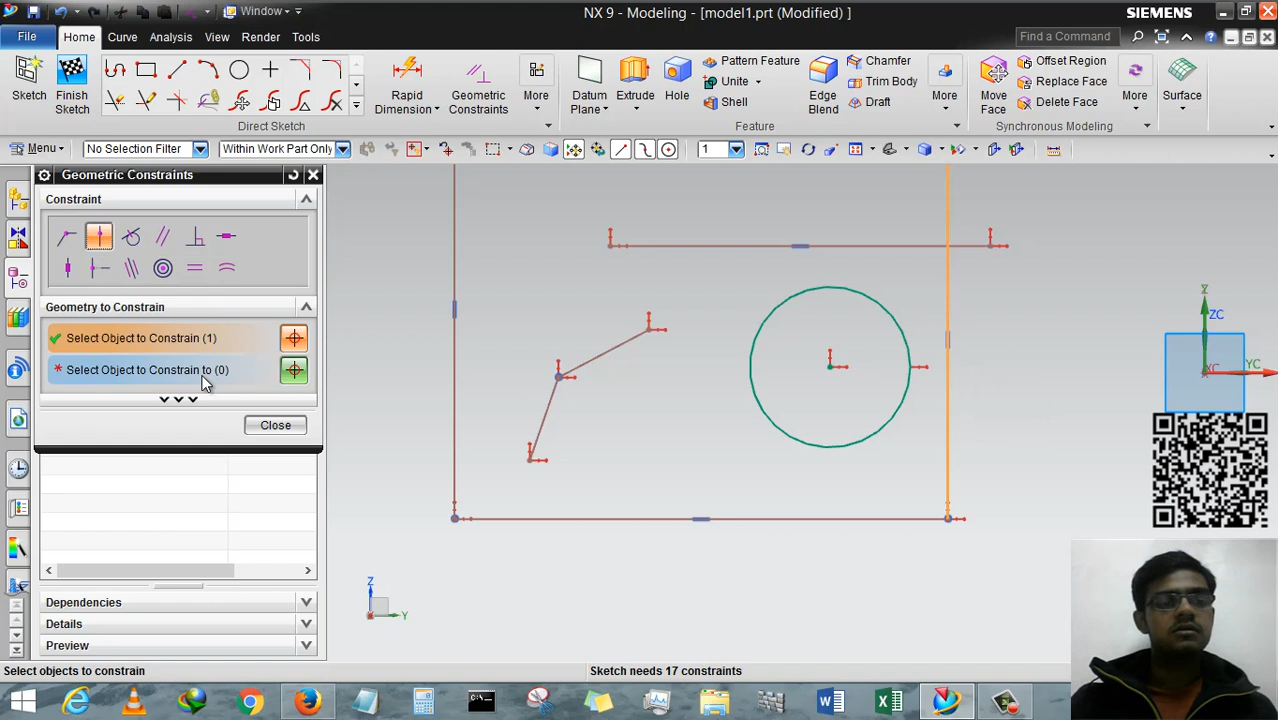 Window
NX 9 - Modeling - [model1.prt (Modified) ]
SIEMENS
File
Home
Curve
Analysis
View
Render
Tools
Find a Command
Sketch
Finish Sketch
Rapid Dimension
Geometric Constraints
More
Datum Plane
Extrude
Hole
Pattern Feature
Unite
Shell
Edge Blend
Chamfer
Trim Body
Draft
More
Move Face
Offset Region
Replace Face
Delete Face
More
Surface
Direct Sketch
Feature
Synchronous Modeling
Menu
No Selection Filter
Within Work Part Only
1
Geometric Constraints
Constraint
Geometry to Constrain
Select Object to Constrain (1)
* Select Object to Constrain to (0)
Close
Dependencies
Details
Preview
Z
ZC
XC
YC
Z
Y
Select objects to constrain
Sketch needs 17 constraints